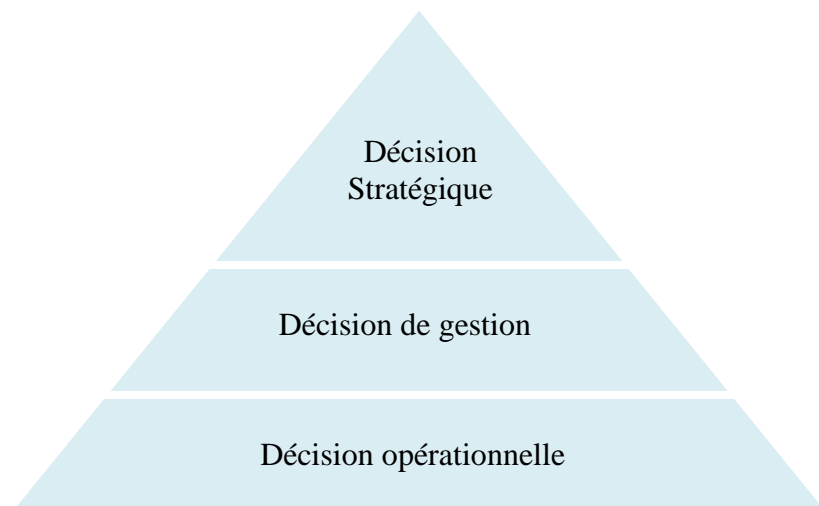 Décision
Stratégique
Décision de gestion
Décision opérationnelle